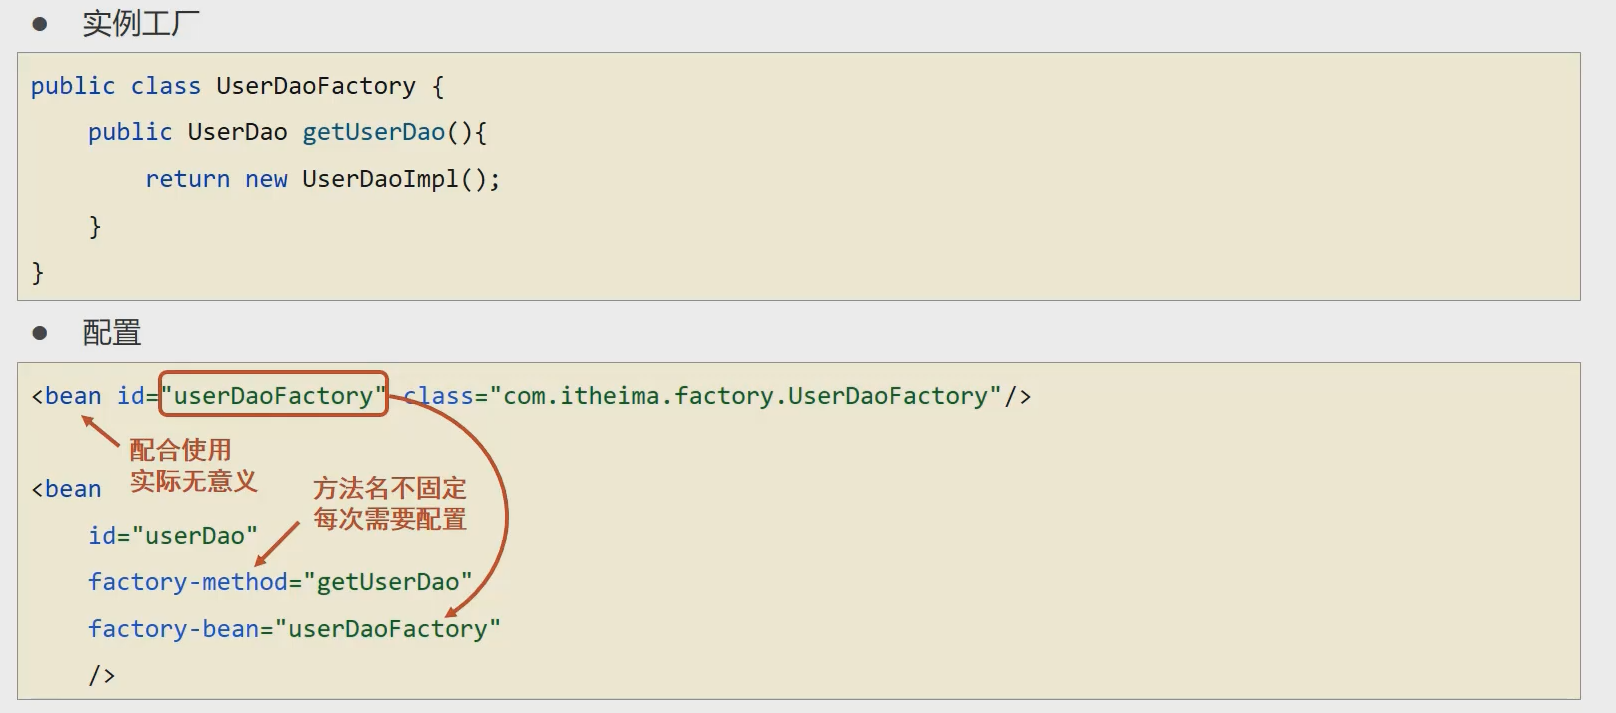 ● 实例工厂
public class UserDaoFactory {
    public UserDao getUserDao(){
        return new UserDaoImpl();
    }
}
● 配置
<bean id="userDaoFactory" class="com.itheima.factory.UserDaoFactory"/>
配合使用
实际无意义
<bean
方法名不固定
每次需要配置
    id="userDao"
    factory-method="getUserDao"
    factory-bean="userDaoFactory"
    />